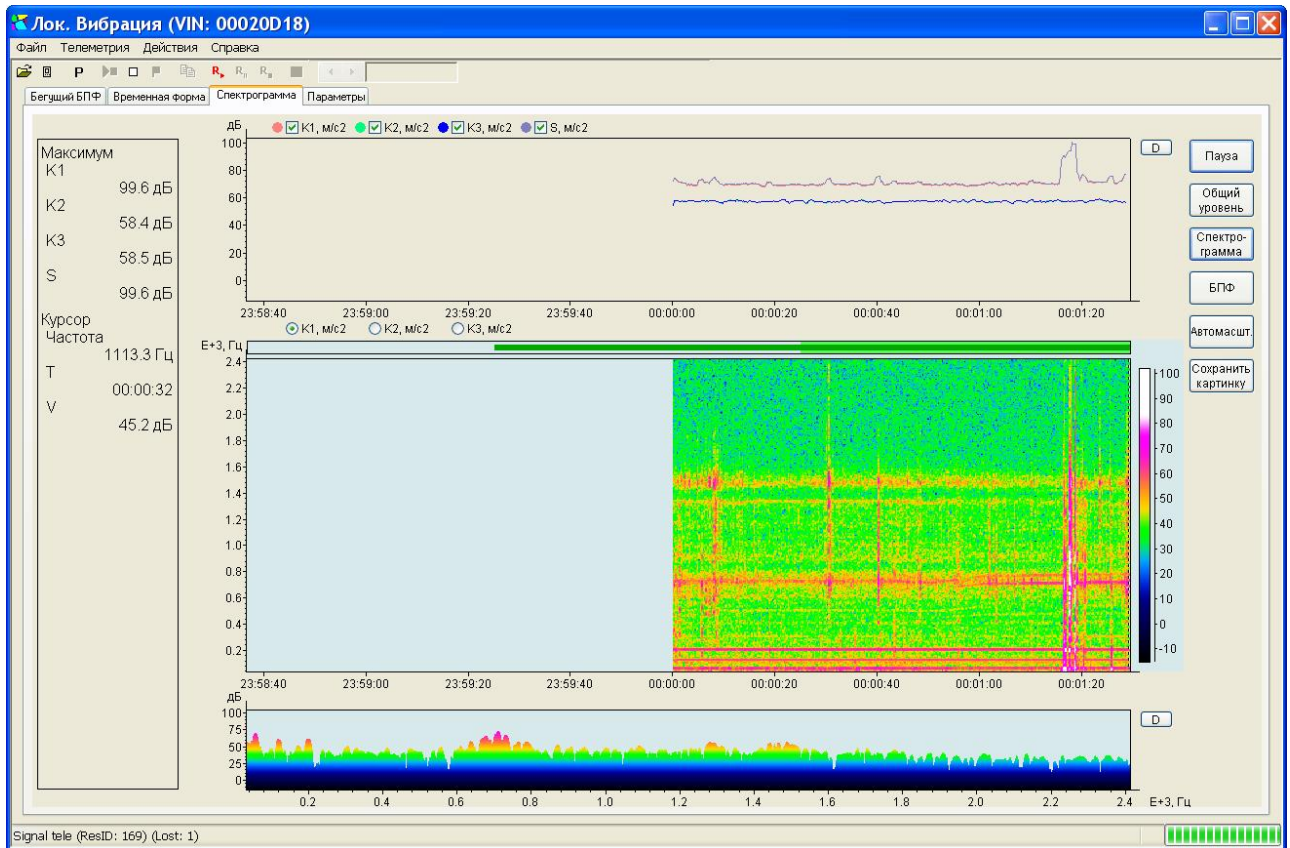 Лок. Вибрация (VIN: 00020D18)
Файл Телеметрия Действия Справка
P R R R
Бегущий БПФ Временная форма Спектрограмма Параметры
дБ K1, м/с2 K2, м/с2 K3, м/с2 S, м/с2
Максимум
K1
99.6 дБ
K2
58.4 дБ
K3
58.5 дБ
S
99.6 дБ
Курсор
Частота
1113.3 Гц
T
00:00:32
V
45.2 дБ
100
80
60
40
20
0
23:58:40 23:59:00 23:59:20 23:59:40 00:00:00 00:00:20 00:00:40 00:01:00 00:01:20
K1, м/с2 K2, м/с2 K3, м/с2
E+3, Гц
2.4
2.2
2.0
1.8
1.6
1.4
1.2
1.0
0.8
0.6
0.4
0.2
100
90
80
70
60
50
40
30
20
10
0
-10
23:58:40 23:59:00 23:59:20 23:59:40 00:00:00 00:00:20 00:00:40 00:01:00 00:01:20
дБ
100
75
50
25
0
0.2 0.4 0.6 0.8 1.0 1.2 1.4 1.6 1.8 2.0 2.2 2.4 E+3, Гц
D
D
Пауза
Общий
уровень
Спектро-
грамма
БПФ
Автомасшт.
Сохранить
картинку
Signal tele (ResID: 169) (Lost: 1)